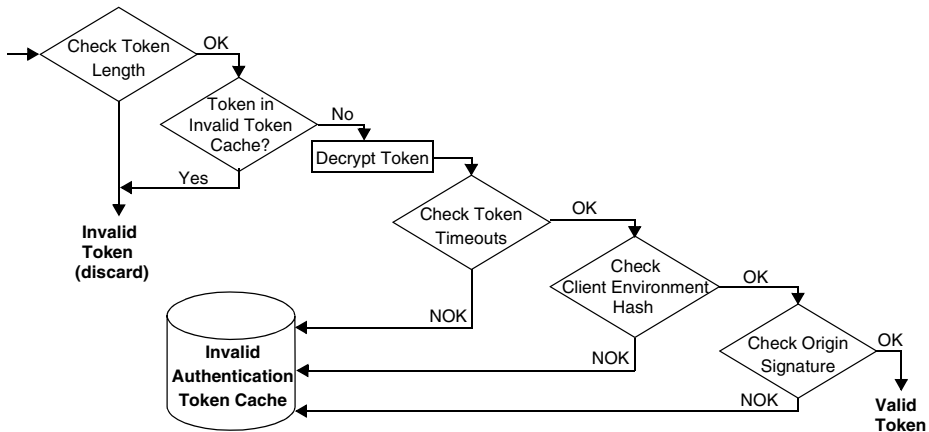 Check Token
Length
OK
Token in
Invalid Token
Cache?
No
Yes
Decrypt Token
Invalid
Token
(discard)
Check Token
Timeouts
OK
NOK
Check
Client Environment
Hash
OK
NOK
Check Origin
Signature
OK
NOK
Invalid
Authentication
Token Cache
Valid
Token